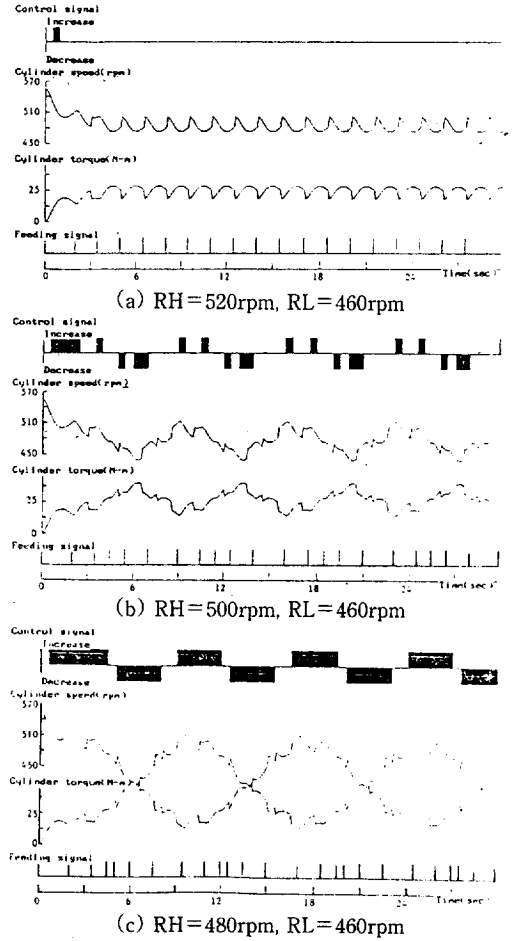 Control signal
Increase
Decrease
Cylinder speed(rpm)
570
510
450
Cylinder torque(N-m)
25
0
Feeding signal
0 6 12 18 24 Time(sec)
(a) RH=520rpm, RL=460rpm
Control signal
Increase
Decrease
Cylinder speed(rpm)
570
510
450
Cylinder torque(N-m)
25
0
Feeding signal
0 6 12 18 24 Time(sec)
(b) RH=500rpm, RL=460rpm
Control signal
Increase
Decrease
Cylinder speed(rpm)
570
510
450
Cylinder torque(N-m)
25
0
Feeding signal
0 6 12 18 24 Time(sec)
(c) RH=480rpm, RL=460rpm